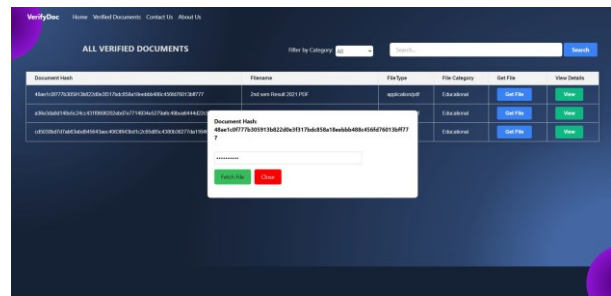 VerifyDoc Home Verified Documents Contact Us About Us
ALL VERIFIED DOCUMENTS Filter by Category: All Search... Search
Document Hash Filename FileType File Category Get File View Details
2nd sem Result 2021 PDF application/pdf Educational Get File View
Educational Get File View
Educational Get File View
Document Hash:
7
Fetch File Close